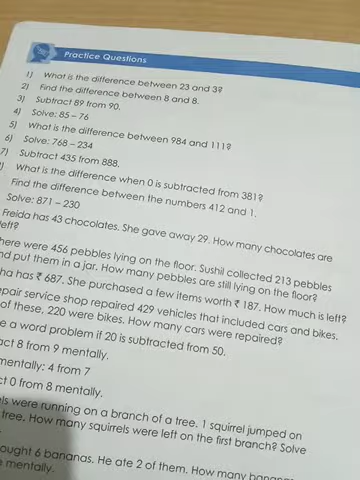 Practice Questions
1) What is the difference between 23 and 3?
2) Find the difference between 8 and 8.
3) Subtract 89 from 90.
4) Solve: 85 – 76
5) What is the difference between 984 and 111?
6) Solve: 768 – 234
7) Subtract 435 from 888.
What is the difference when 0 is subtracted from 381?
Find the difference between the numbers 412 and 1.
Solve: 871 – 230
Freida has 43 chocolates. She gave away 29. How many chocolates are
left?
here were 456 pebbles lying on the floor. Sushil collected 213 pebbles
nd put them in a jar. How many pebbles are still lying on the floor?
ha has ₹ 687. She purchased a few items worth ₹ 187. How much is left?
pair service shop repaired 429 vehicles that included cars and bikes.
of these, 220 were bikes. How many cars were repaired?
e a word problem if 20 is subtracted from 50.
act 8 from 9 mentally.
mentally: 4 from 7
ct 0 from 8 mentally.
ls were running on a branch of a tree. 1 squirrel jumped on
tree. How many squirrels were left on the first branch? Solve
ought 6 bananas. He ate 2 of them. How many banana
mentally.